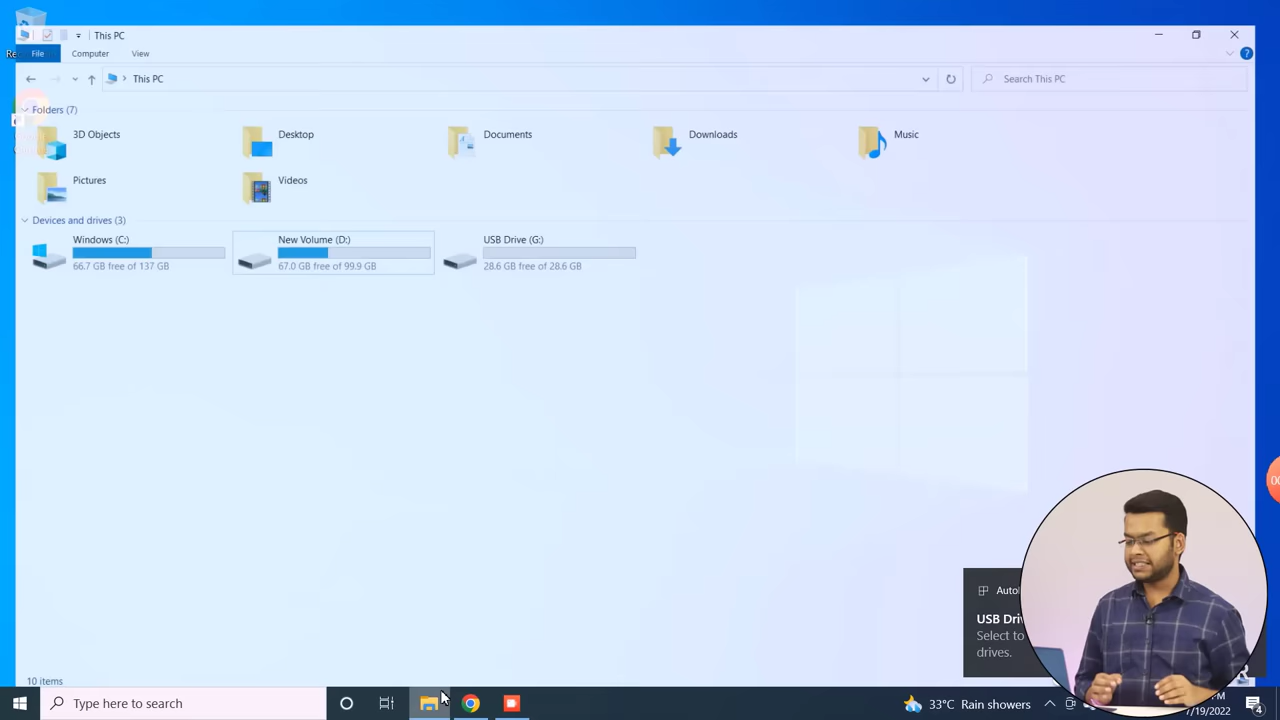 This PC
File Computer View
This PC
Search This PC
Folders (7)
3D Objects
Desktop
Documents
Downloads
Music
Pictures
Videos
Devices and drives (3)
Windows (C:)
66.7 GB free of 137 GB
New Volume (D:)
67.0 GB free of 99.9 GB
USB Drive (G:)
28.6 GB free of 28.6 GB
USB
Select to
drives.
10 items
Type here to search
33°C Rain showers
7/19/2022
4